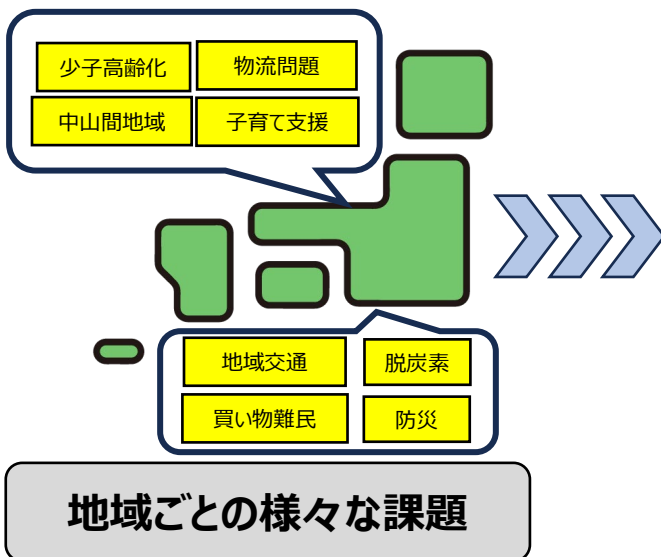 少子高齢化
物流問題
中山間地域
子育て支援
地域交通
脱炭素
買い物難民
防災
地域ごとの様々な課題